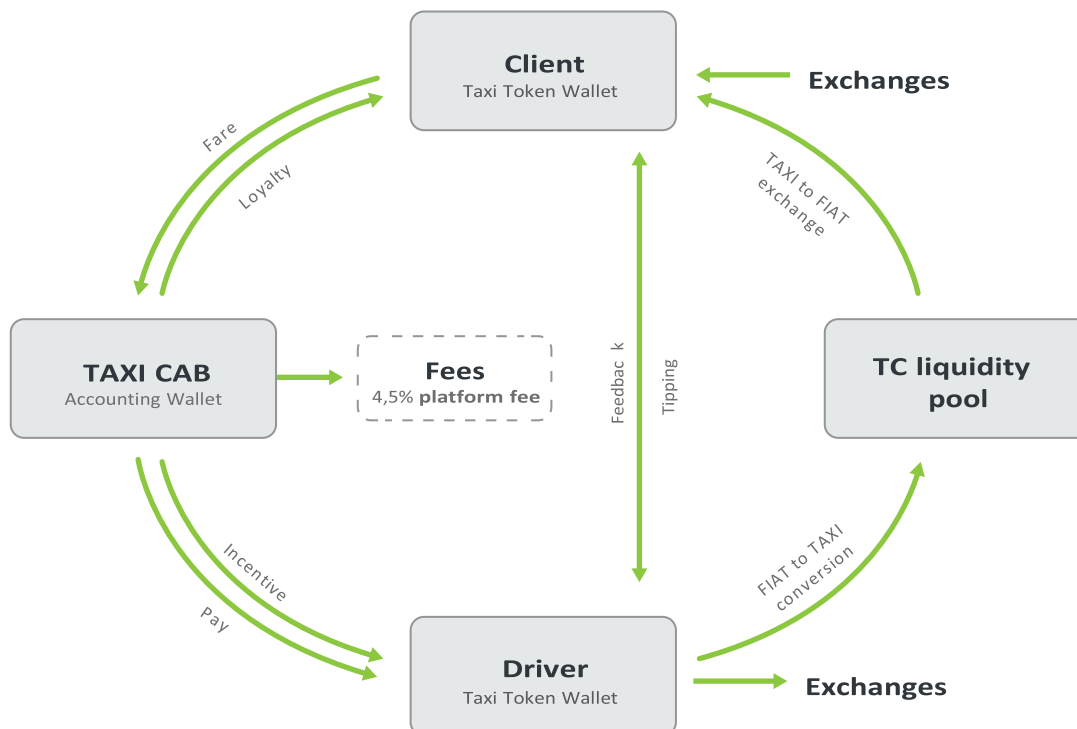 Client
Taxi Token Wallet
Exchanges
Fare
Loyalty
TAXI to FIAT
exchange
TAXI CAB
Accounting Wallet
Fees
4,5% platform fee
Feedbac k
Tipping
TC liquidity
pool
Incentive
Pay
FIAT to TAXI
conversion
Driver
Taxi Token Wallet
Exchanges